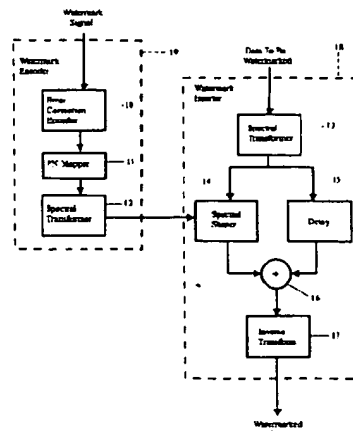 Watermark
Signal
19
Watermark
Encoder
Error
Correction
Encoder
10
PN Mapper
11
Spectral
Transformer
12
18
Data To Be
Watermarked
Watermark
Inserter
Spectral
Transformer
13
14
15
Spectral
Shaper
Delay
+
16
Inverse
Transform
17
Watermarked